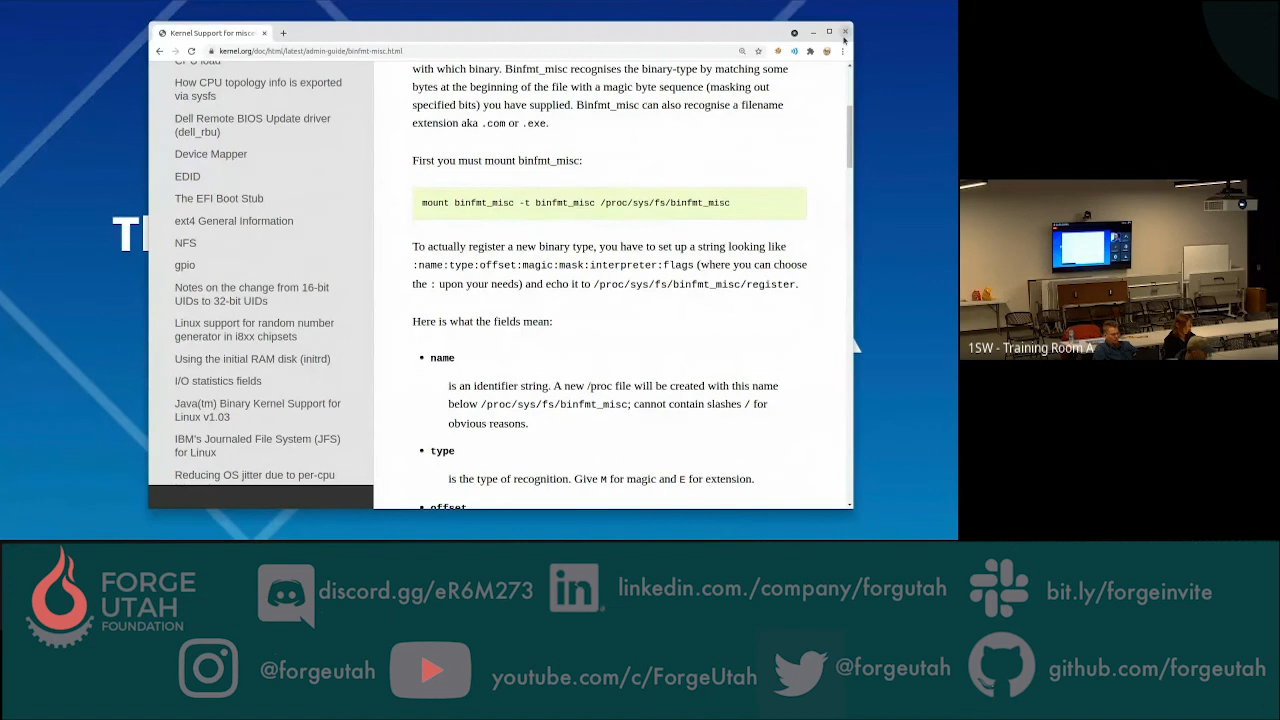 Kernel Support for misce
kernel.org/doc/html/latest/admin-guide/binfmt-misc.html
CPU load
How CPU topology info is exported
via sysfs
Dell Remote BIOS Update driver
(dell_rbu)
Device Mapper
EDID
The EFI Boot Stub
ext4 General Information
NFS
gpio
Notes on the change from 16-bit
UIDs to 32-bit UIDs
Linux support for random number
generator in i8xx chipsets
Using the initial RAM disk (initrd)
I/O statistics fields
Java(tm) Binary Kernel Support for
Linux v1.03
IBM's Journaled File System (JFS)
for Linux
Reducing OS jitter due to per-cpu
with which binary. Binfmt_misc recognises the binary-type by matching some
bytes at the beginning of the file with a magic byte sequence (masking out
specified bits) you have supplied. Binfmt_misc can also recognise a filename
extension aka .com or .exe.
First you must mount binfmt_misc:
mount binfmt_misc -t binfmt_misc /proc/sys/fs/binfmt_misc
To actually register a new binary type, you have to set up a string looking like
:name:type:offset:magic:mask:interpreter:flags (where you can choose
the : upon your needs) and echo it to /proc/sys/fs/binfmt_misc/register.
Here is what the fields mean:
• name
is an identifier string. A new /proc file will be created with this name
below /proc/sys/fs/binfmt_misc; cannot contain slashes / for
obvious reasons.
• type
is the type of recognition. Give M for magic and E for extension.
• offset
1SW - Training Room A
FORGE
UTAH
FOUNDATION
discord.gg/eR6M273
linkedin.com./company/forgutah
bit.ly/forgeinvite
@forgeutah
youtube.com/c/ForgeUtah
@forgeutah
github.com/forgeutah